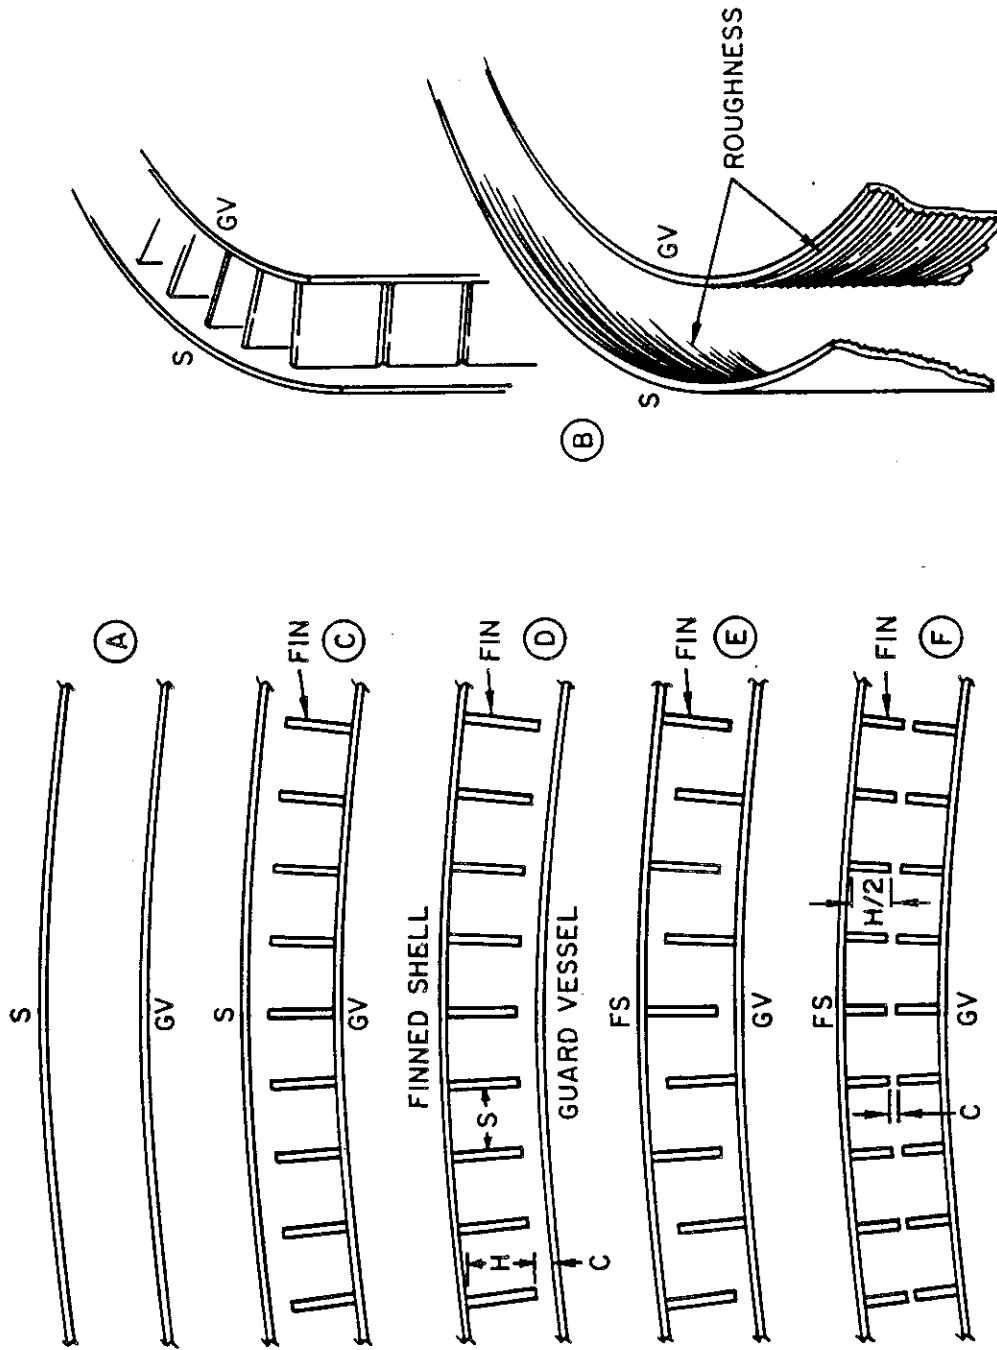 S
GV
A
S
GV
FIN
C
FINNED SHELL
GUARD VESSEL
H
C
S
FIN
D
FS
GV
FIN
E
FS
GV
H/2
C
FIN
F
S
GV
B
S
GV
ROUGHNESS